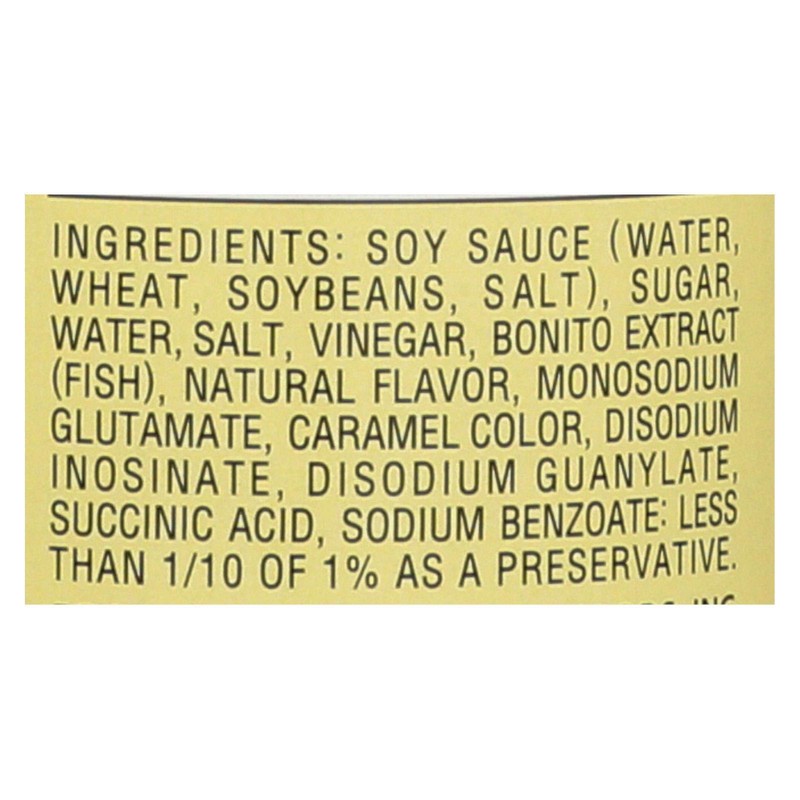 INGREDIENTS: SOY SAUCE (WATER,
WHEAT, SOYBEANS, SALT), SUGAR,
WATER, SALT, VINEGAR, BONITO EXTRACT
(FISH), NATURAL FLAVOR, MONOSODIUM
GLUTAMATE, CARAMEL COLOR, DISODIUM
INOSINATE, DISODIUM GUANYLATE,
SUCCINIC ACID, SODIUM BENZOATE: LESS
THAN 1/10 OF 1% AS A PRESERVATIVE.